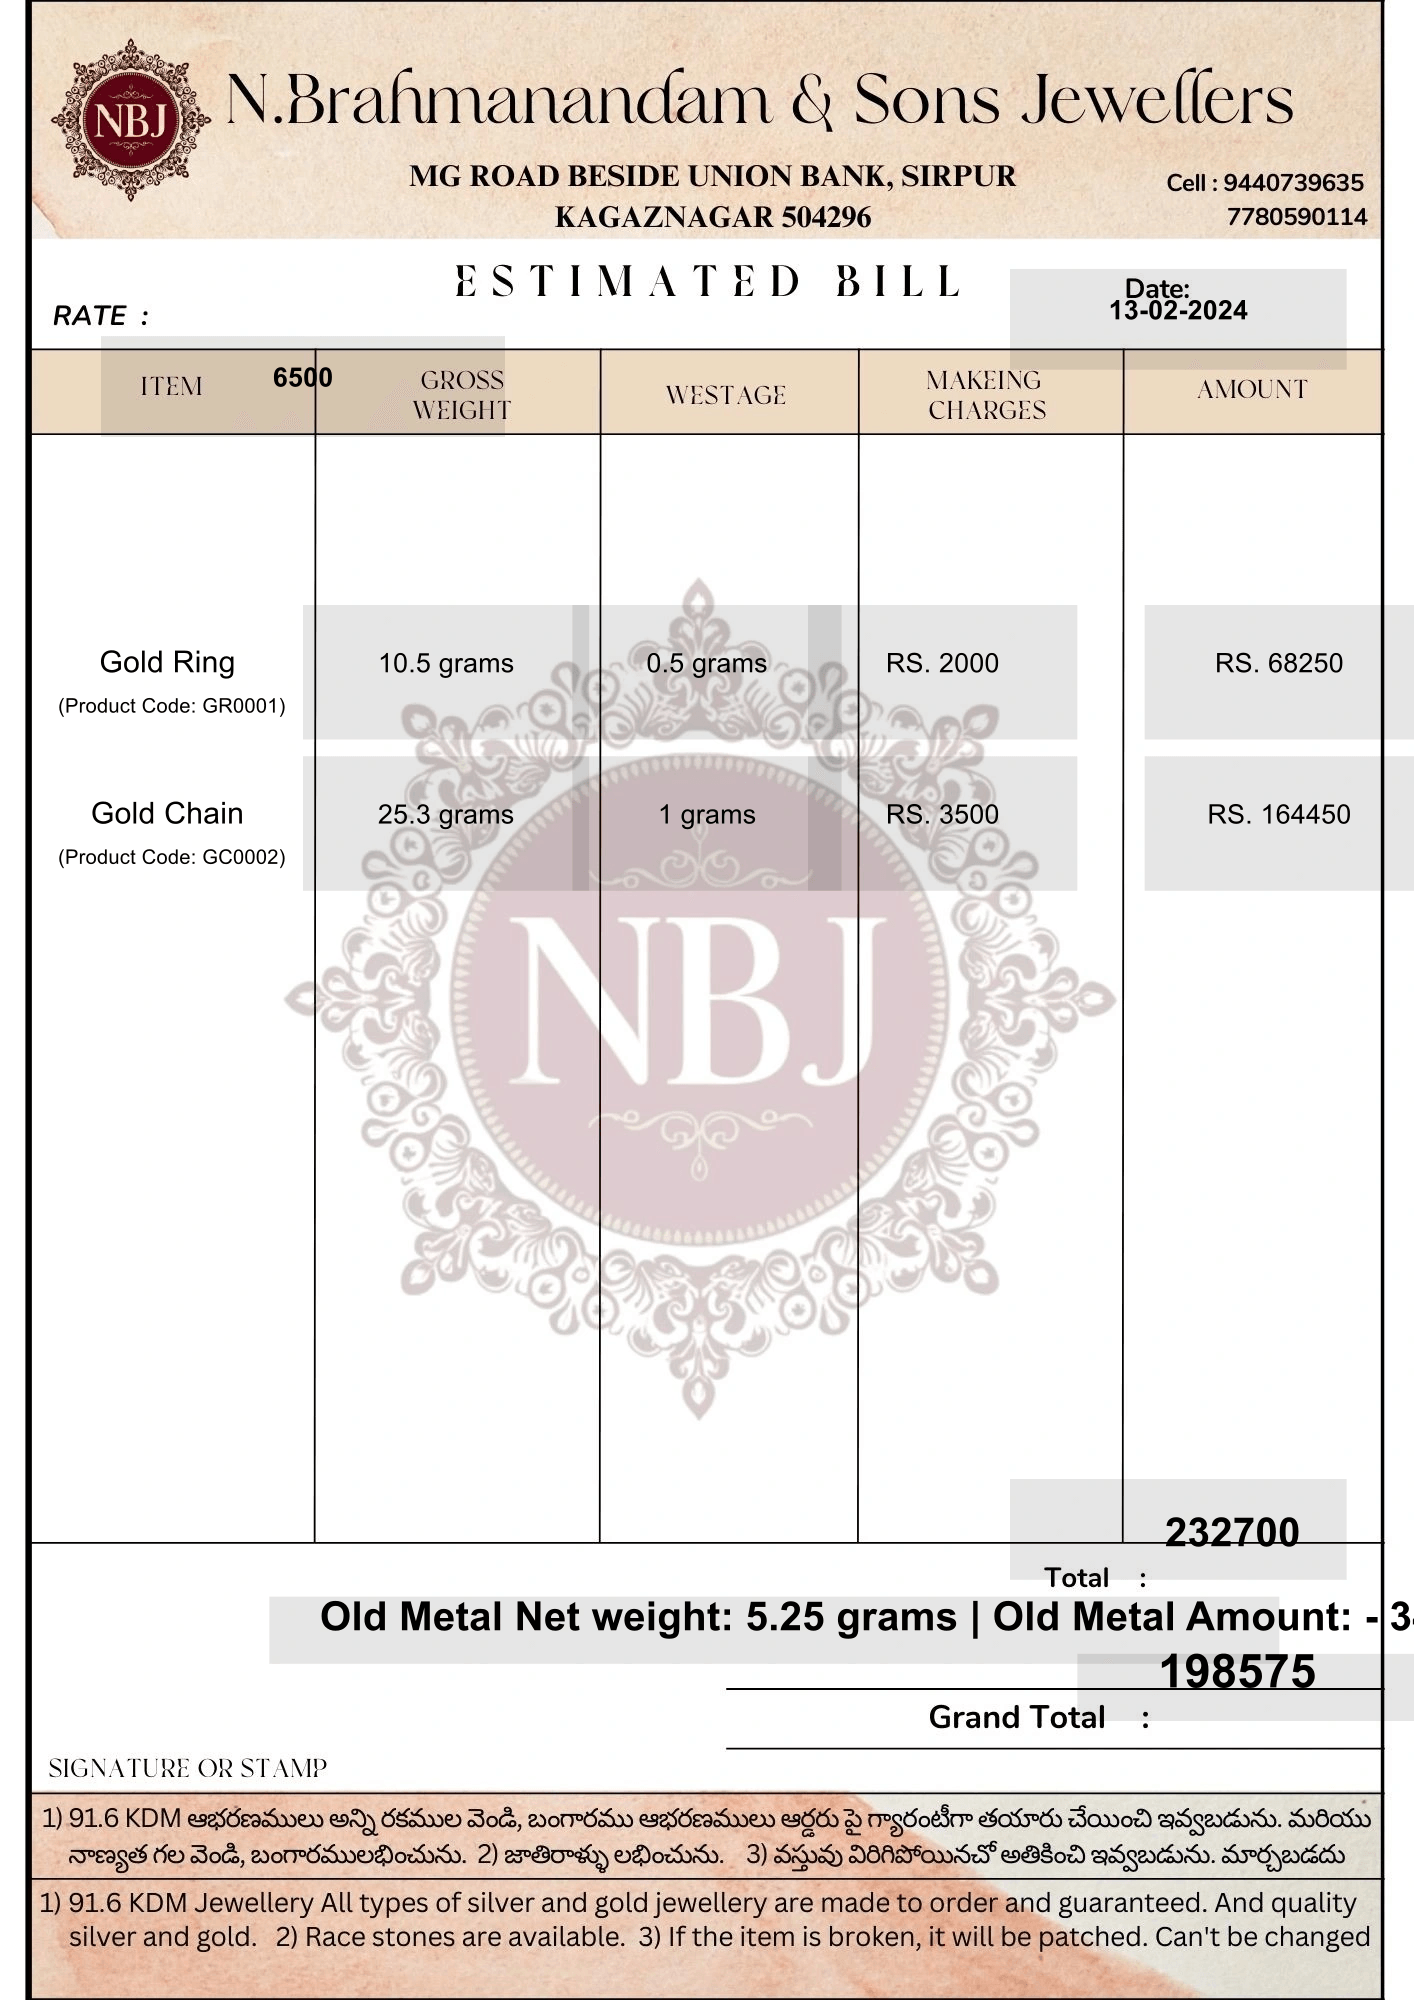 NBJ
N.Brahmanandam & Sons Jewellers
MG ROAD BESIDE UNION BANK, SIRPUR
KAGAZNAGAR 504296
Cell : 9440739635
7780590114
ESTIMATED BILL
Date:
13-02-2024
RATE :
6500
ITEM GROSS WEIGHT WESTAGE MAKEING CHARGES AMOUNT
Gold Ring 10.5 grams 0.5 grams RS. 2000 RS. 68250
(Product Code: GR0001)
Gold Chain 25.3 grams 1 grams RS. 3500 RS. 164450
(Product Code: GC0002)
NBJ
232700
Total :
Old Metal Net weight: 5.25 grams | Old Metal Amount: - 3
198575
Grand Total :
SIGNATURE OR STAMP
1) 91.6 KDM ఆభరణములు అన్ని రకముల వెండి, బంగారము ఆభరణములు ఆర్డరు పై గ్యారంటీగా తయారు చేయించి ఇవ్వబడును. మరియు
నాణ్యత గల వెండి, బంగారములభించును. 2) జాతిరాళ్ళు లభించును. 3) వస్తువు విరిగిపోయినచో అతికించి ఇవ్వబడును. మార్చబడదు
1) 91.6 KDM Jewellery All types of silver and gold jewellery are made to order and guaranteed. And quality
silver and gold. 2) Race stones are available. 3) If the item is broken, it will be patched. Can't be changed